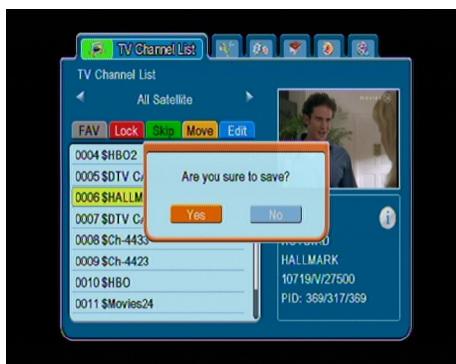 TV Channel List
TV Channel List
All Satellite
FAV Lock Skip Move Edit
0004 $HBO2
0005 $DTV
0006 $HALLM
0007 $DTV
0008 $Ch-4433
0009 $Ch-4423
0010 $HBO
0011 $Movies24
Are you sure to save?
Yes No
movies
HALLMARK
10719/V/27500
PID: 369/317/369